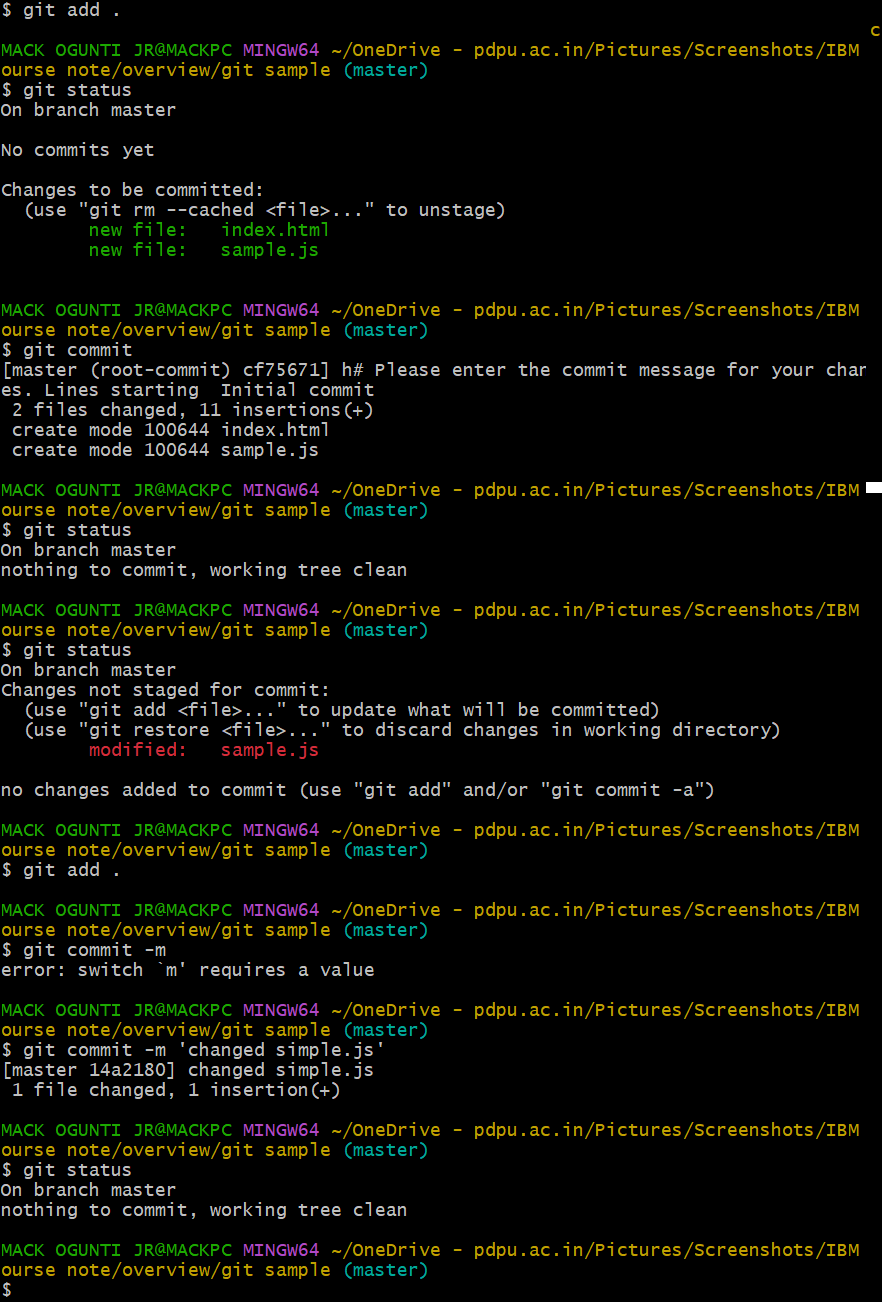 $ git add .
c
MACK OGUNTI JR@MACKPC MINGW64 ~/OneDrive - pdpu.ac.in/Pictures/Screenshots/IBM
ourse note/overview/git sample (master)
$ git status
On branch master
No commits yet
Changes to be committed:
  (use "git rm --cached <file>..." to unstage)
        new file:   index.html
        new file:   sample.js
MACK OGUNTI JR@MACKPC MINGW64 ~/OneDrive - pdpu.ac.in/Pictures/Screenshots/IBM
ourse note/overview/git sample (master)
$ git commit
[master (root-commit) cf75671] h# Please enter the commit message for your char
es. Lines starting  Initial commit
 2 files changed, 11 insertions(+)
 create mode 100644 index.html
 create mode 100644 sample.js
MACK OGUNTI JR@MACKPC MINGW64 ~/OneDrive - pdpu.ac.in/Pictures/Screenshots/IBM
ourse note/overview/git sample (master)
$ git status
On branch master
nothing to commit, working tree clean
MACK OGUNTI JR@MACKPC MINGW64 ~/OneDrive - pdpu.ac.in/Pictures/Screenshots/IBM
ourse note/overview/git sample (master)
$ git status
On branch master
Changes not staged for commit:
  (use "git add <file>..." to update what will be committed)
  (use "git restore <file>..." to discard changes in working directory)
        modified:   sample.js
no changes added to commit (use "git add" and/or "git commit -a")
MACK OGUNTI JR@MACKPC MINGW64 ~/OneDrive - pdpu.ac.in/Pictures/Screenshots/IBM
ourse note/overview/git sample (master)
$ git add .
MACK OGUNTI JR@MACKPC MINGW64 ~/OneDrive - pdpu.ac.in/Pictures/Screenshots/IBM
ourse note/overview/git sample (master)
$ git commit -m
error: switch `m' requires a value
MACK OGUNTI JR@MACKPC MINGW64 ~/OneDrive - pdpu.ac.in/Pictures/Screenshots/IBM
ourse note/overview/git sample (master)
$ git commit -m 'changed simple.js'
[master 14a2180] changed simple.js
 1 file changed, 1 insertion(+)
MACK OGUNTI JR@MACKPC MINGW64 ~/OneDrive - pdpu.ac.in/Pictures/Screenshots/IBM
ourse note/overview/git sample (master)
$ git status
On branch master
nothing to commit, working tree clean
MACK OGUNTI JR@MACKPC MINGW64 ~/OneDrive - pdpu.ac.in/Pictures/Screenshots/IBM
ourse note/overview/git sample (master)
$